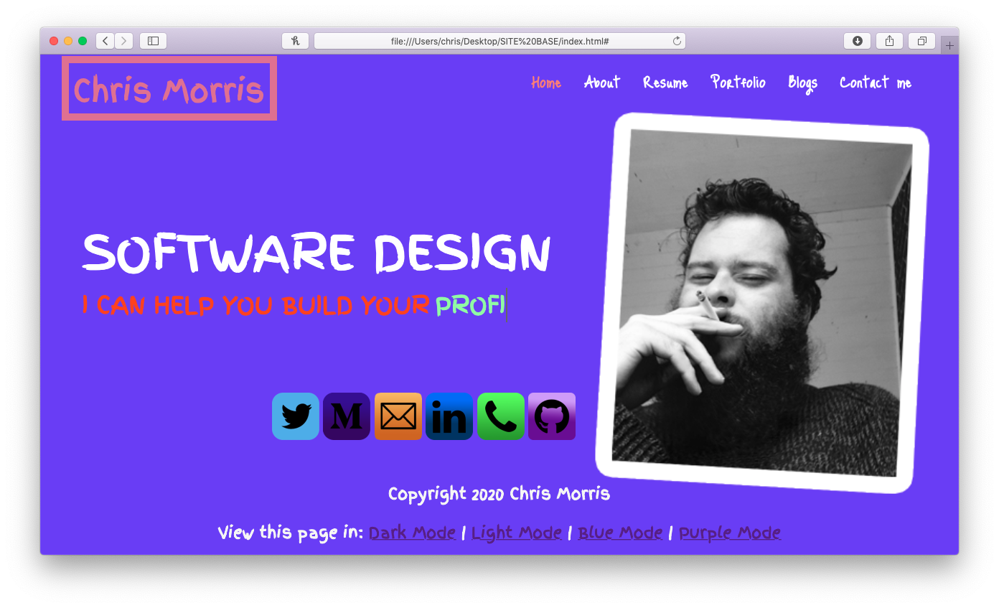 file:///Users/chris/Desktop/SITE%20BASE/index.html#
Chris Morris
Home About Resume Portfolio Blogs Contact me
SOFTWARE DESIGN
I CAN HELP YOU BUILD YOUR PROFI
M in
Copyright 2020 Chris Morris
View this page in: Dark Mode | Light Mode | Blue Mode | Purple Mode